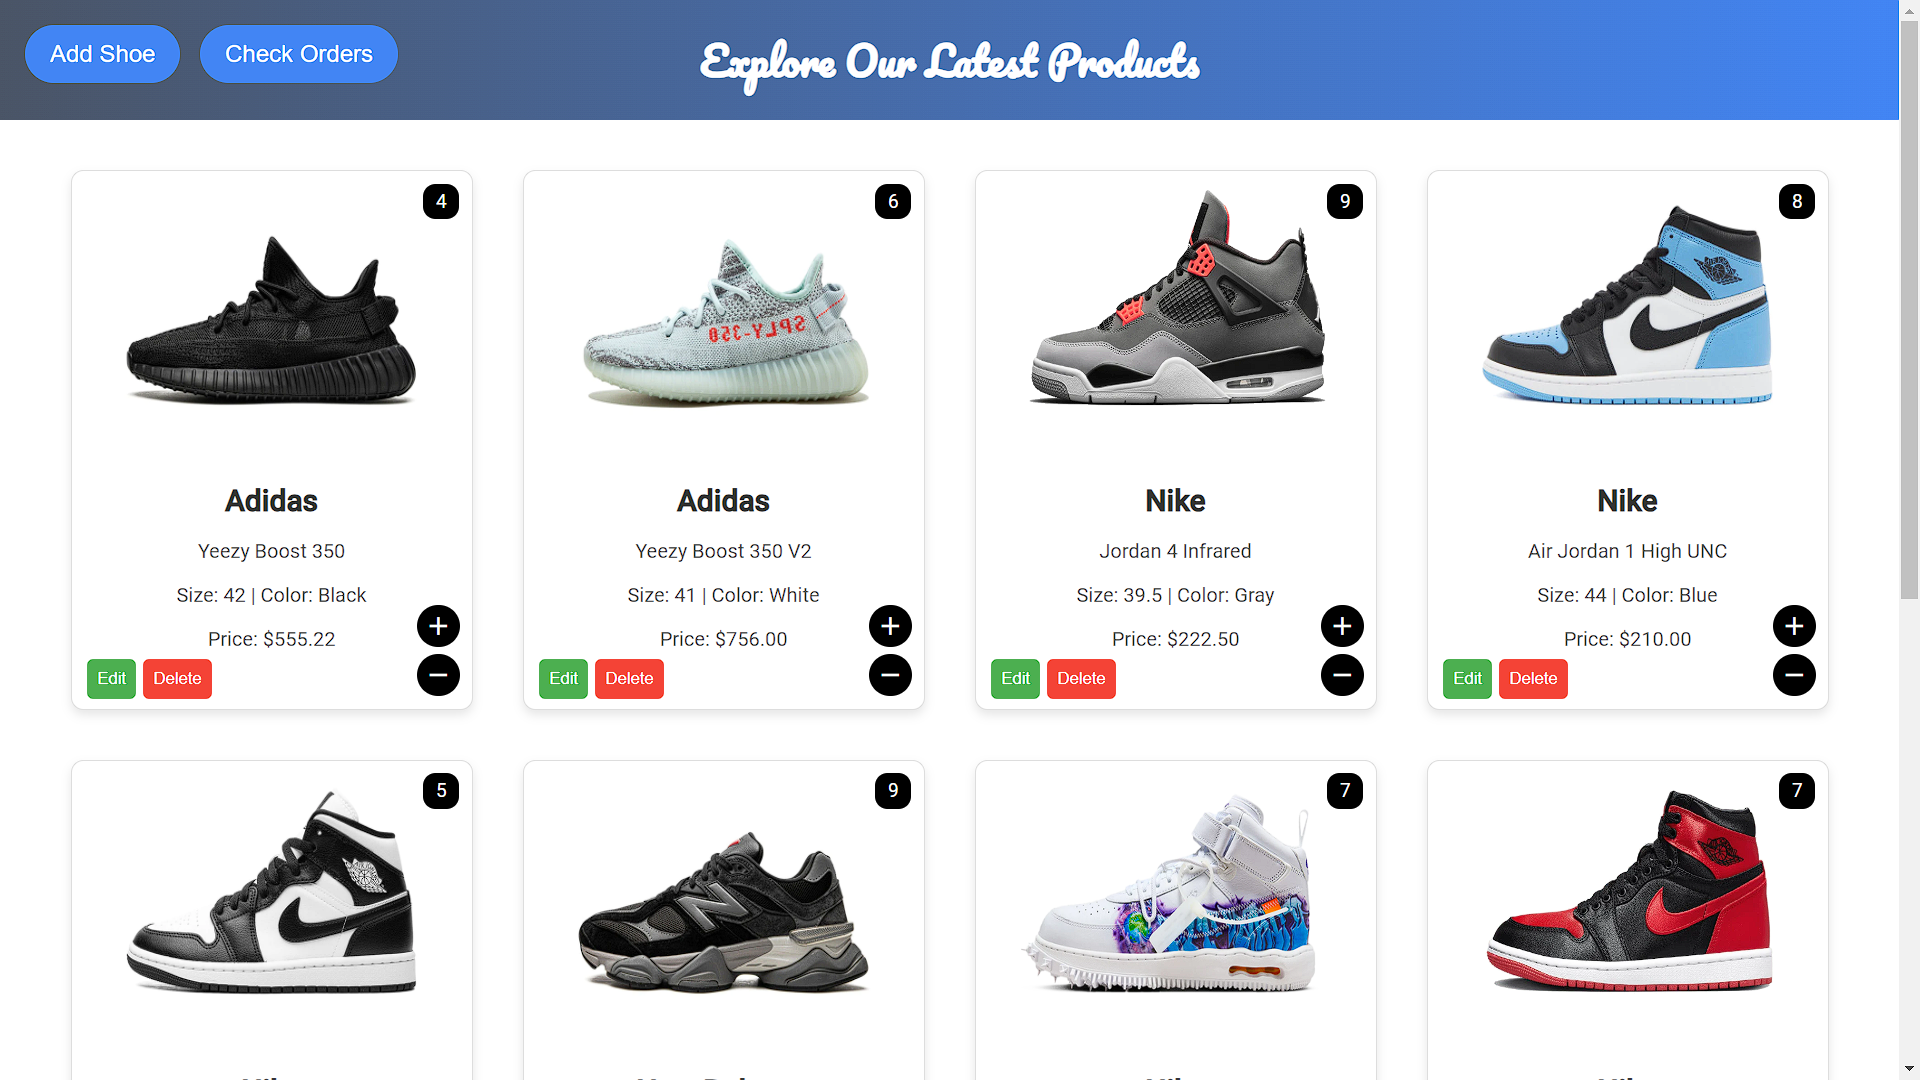 Add Shoe
Check Orders
Explore Our Latest Products
4
Adidas
Yeezy Boost 350
Size: 42 | Color: Black
Price: $555.22
Edit
Delete
+
−
6
SPLY-350
Adidas
Yeezy Boost 350 V2
Size: 41 | Color: White
Price: $756.00
Edit
Delete
+
−
9
Nike
Jordan 4 Infrared
Size: 39.5 | Color: Gray
Price: $222.50
Edit
Delete
+
−
8
Nike
Air Jordan 1 High UNC
Size: 44 | Color: Blue
Price: $210.00
Edit
Delete
+
−
5
9
7
7